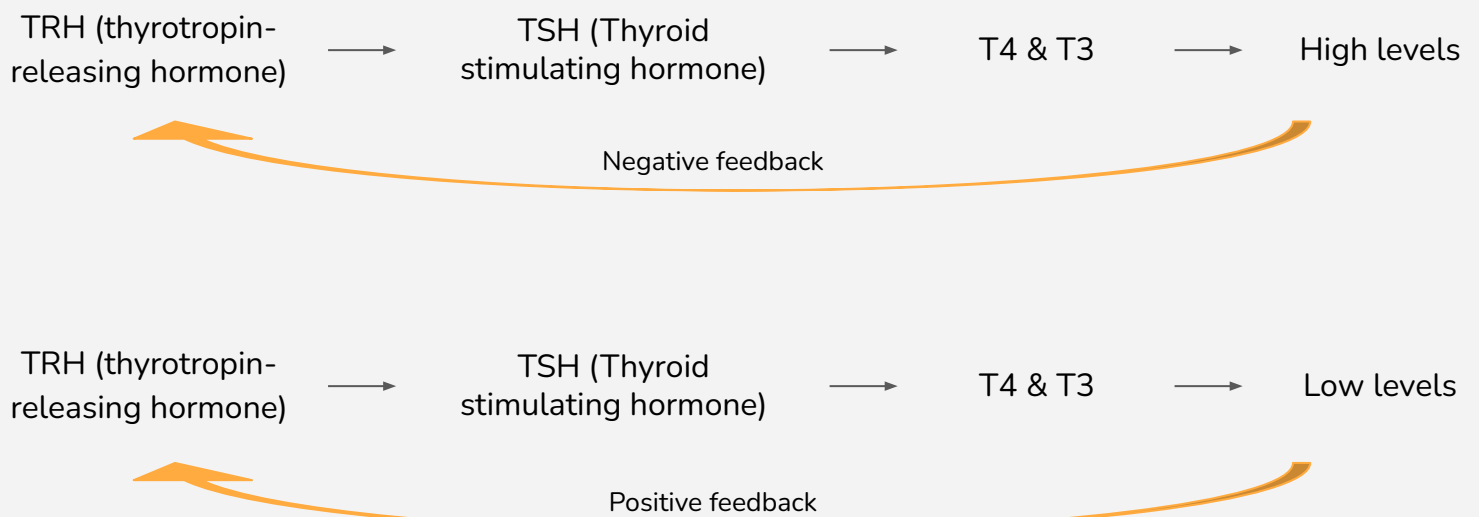 TRH (thyrotropin-
releasing hormone)
TSH (Thyroid
stimulating hormone)
T4 & T3
High levels
Negative feedback
TRH (thyrotropin-
releasing hormone)
TSH (Thyroid
stimulating hormone)
T4 & T3
Low levels
Positive feedback